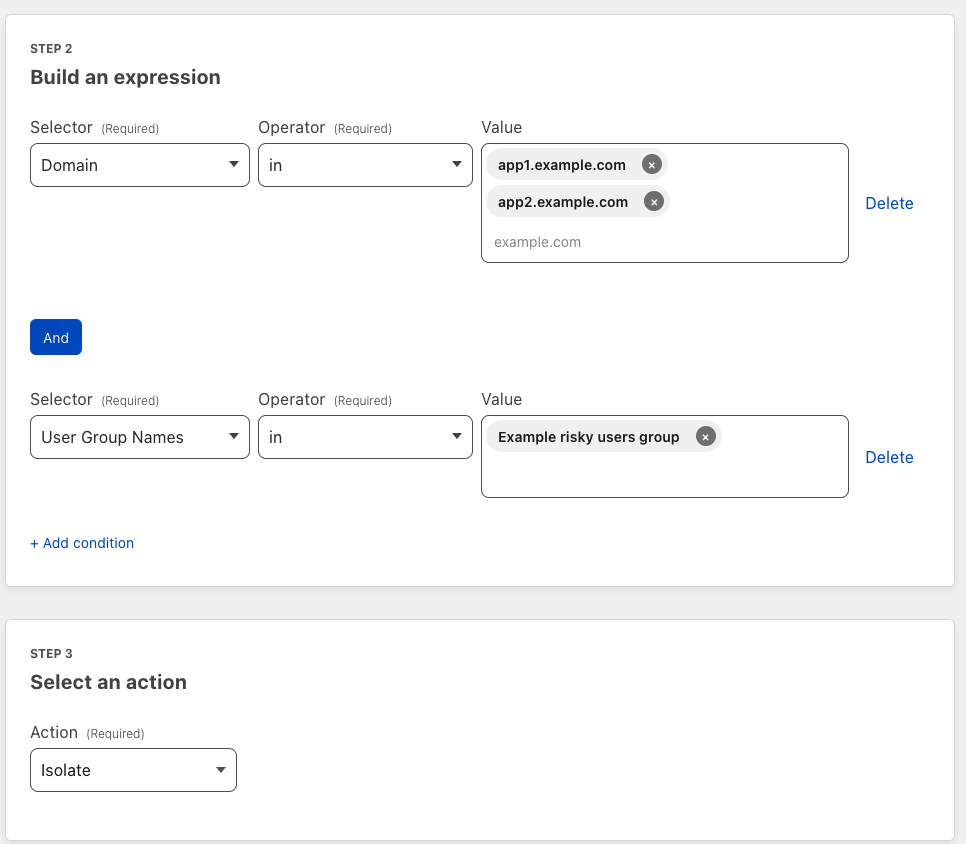 STEP 2
Build an expression
Selector (Required) Operator (Required) Value
Domain in app1.example.com ×
app2.example.com ×
Delete
example.com
And
Selector (Required) Operator (Required) Value
User Group Names in Example risky users group ×
Delete
+ Add condition
STEP 3
Select an action
Action (Required)
Isolate